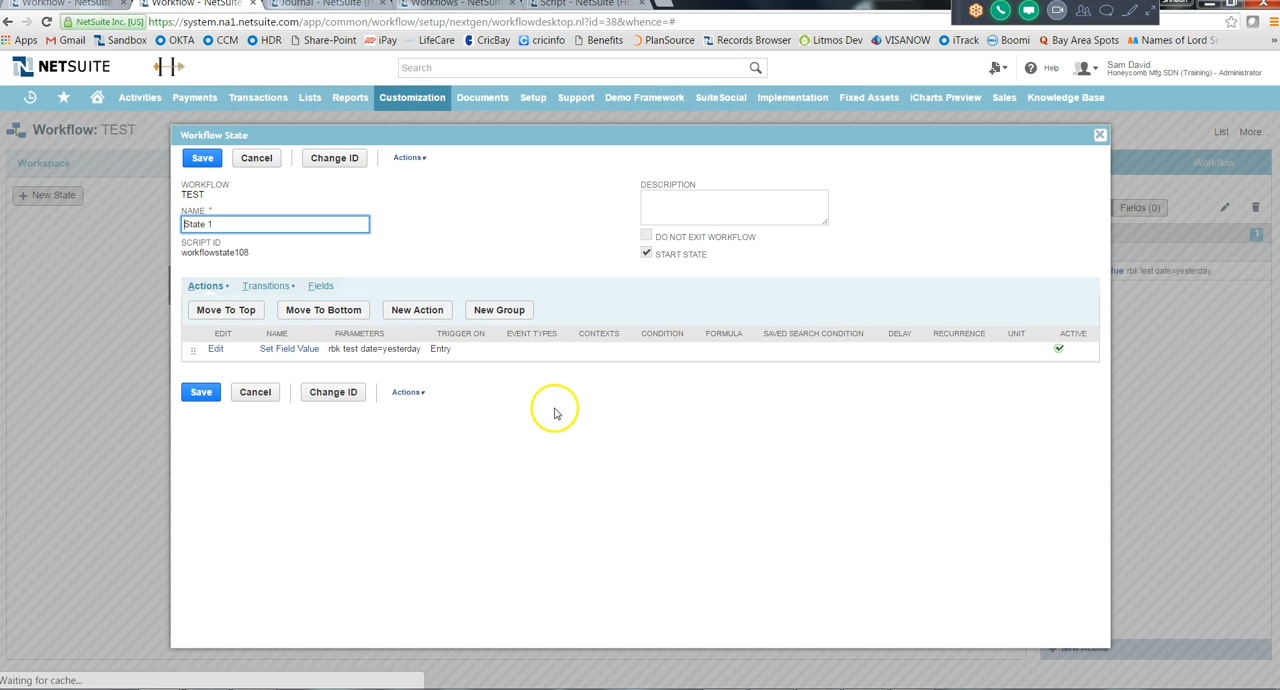 Workflow - NetSuite
Workflow - NetSuite
Journal - NetSuite (H
Workflows - NetSuite
Script - NetSuite (Ho
NetSuite Inc. [US] https://system.na1.netsuite.com/app/common/workflow/setup/nextgen/workflowdesktop.nl?id=38&whence=#
Apps Gmail Sandbox OKTA CCM HDR Share-Point iPay LifeCare CribBay Benefits PlanSource Records Browser Litmos Dev VISANOW iTrack Boomi Bay Area Spots Names of Lord S
NETSUITE
Search
Help
Sam David
Honeycomb Mfg SDN (Training) - Administrator
Activities Payments Transactions Lists Reports Customization Documents Setup Support Demo Framework SuiteSocial Implementation Fixed Assets iCharts Preview Sales Knowledge Base
Workflow: TEST
List More...
Workspace
Workflow
New State
Fields (0)
1
ue rbk test date=yesterday
New Action
Workflow State
Save Cancel Change ID Actions
WORKFLOW
TEST
NAME *
State 1
SCRIPT ID
workflowstate108
DESCRIPTION
DO NOT EXIT WORKFLOW
START STATE
Actions • Transitions • Fields
Move To Top Move To Bottom New Action New Group
EDIT NAME PARAMETERS TRIGGER ON EVENT TYPES CONTEXTS CONDITION FORMULA SAVED SEARCH CONDITION DELAY RECURRENCE UNIT ACTIVE
Edit Set Field Value rbk test date=yesterday Entry
Save Cancel Change ID Actions
Waiting for cache...